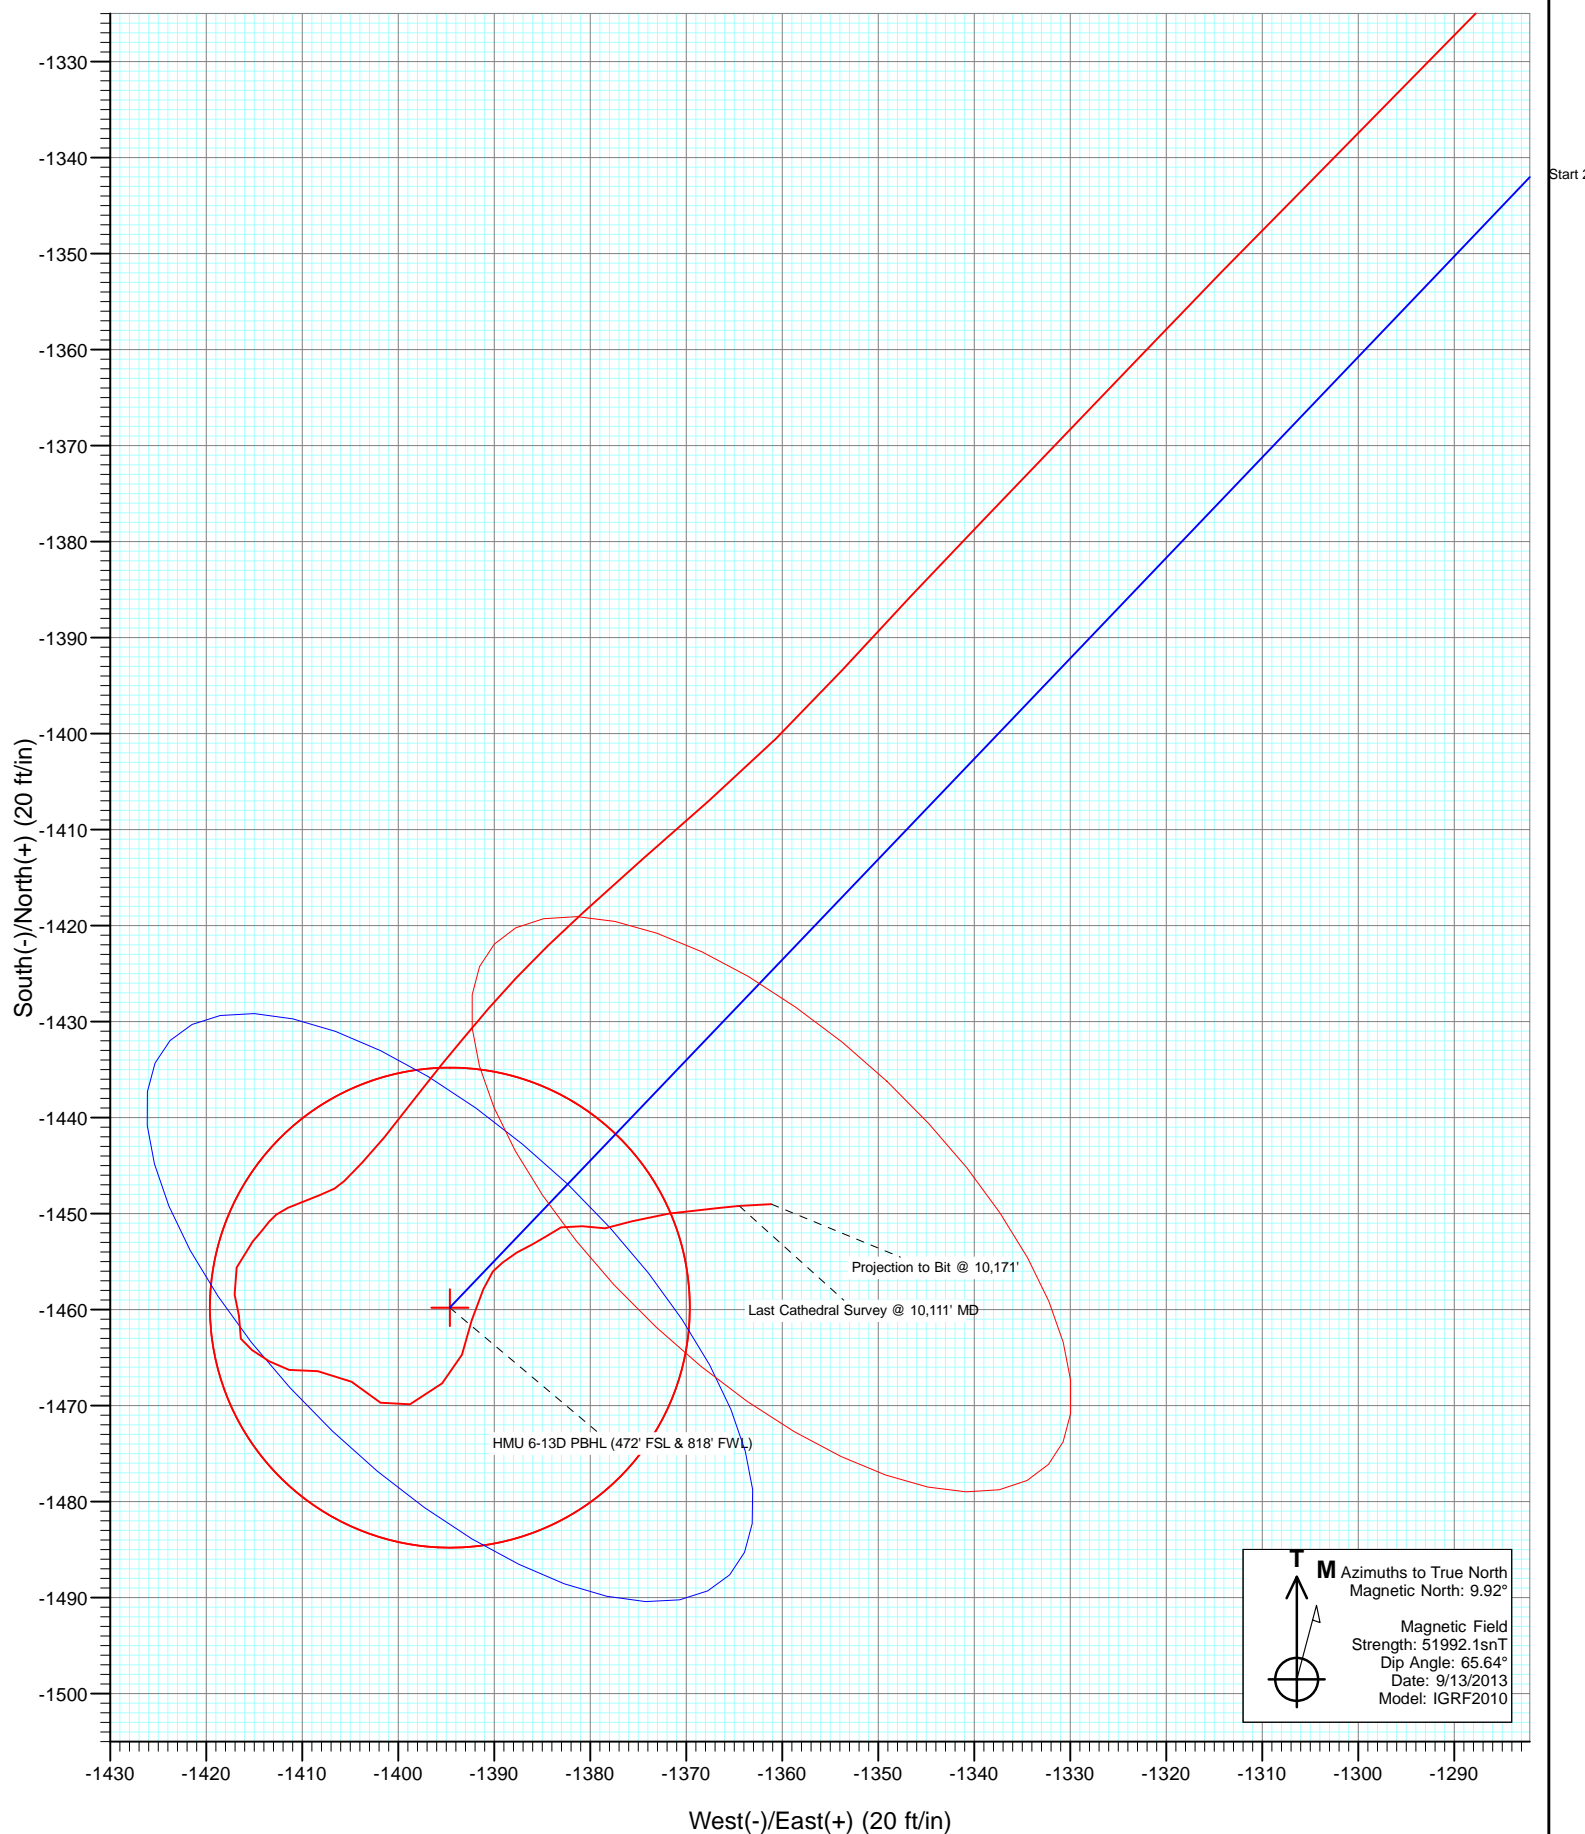 -1330
-1340
Start 2
-1350
-1360
-1370
-1380
-1390
-1400
-1410
-1420
-1430
-1440
-1450
-1460
-1470
-1480
-1490
-1500
South(-)/North(+) (20 ft/in)
Projection to Bit @ 10,171'
Last Cathedral Survey @ 10,111' MD
HMU 6-13D PBHL (472' FSL & 818' FWL)
T
M
Azimuths to True North
Magnetic North: 9.92°
Magnetic Field
Strength: 51992.1snT
Dip Angle: 65.64°
Date: 9/13/2013
Model: IGRF2010
-1430 -1420 -1410 -1400 -1390 -1380 -1370 -1360 -1350 -1340 -1330 -1320 -1310 -1300 -1290
West(-)/East(+) (20 ft/in)